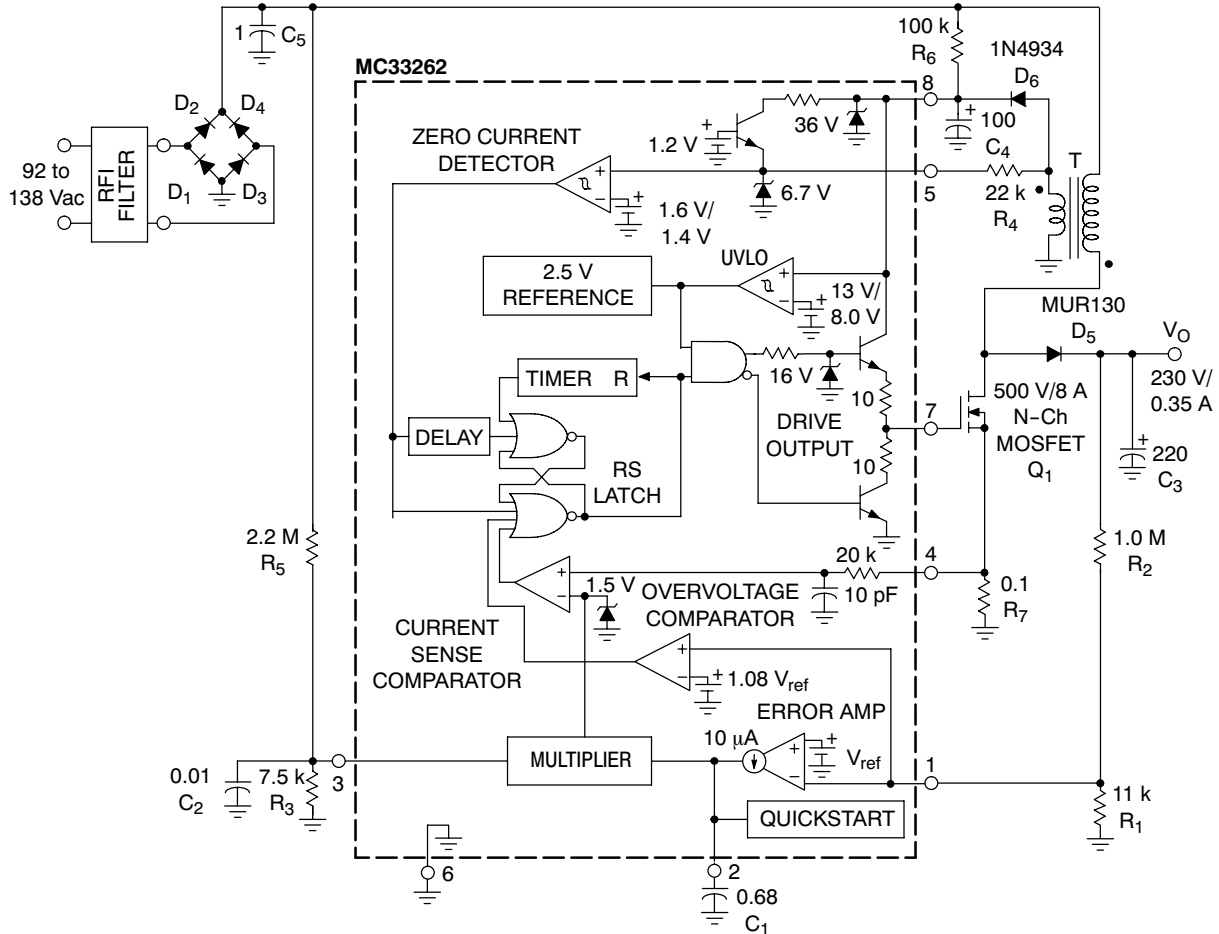 1
C5
100 k
R6
1N4934
D6
MC33262
8
D2
D4
D1
D3
92 to
138 Vac
RFI
FILTER
ZERO CURRENT
DETECTOR
1.2 V
36 V
100
C4
T
6.7 V
5
22 k
R4
1.6 V/
1.4 V
2.5 V
REFERENCE
UVLO
13 V/
8.0 V
MUR130
D5
VO
230 V/
0.35 A
TIMER R
16 V
10
7
500 V/8 A
N–Ch
MOSFET
Q1
DRIVE
OUTPUT
10
DELAY
RS
LATCH
220
C3
2.2 M
R5
1.0 M
R2
20 k
4
1.5 V
OVERVOLTAGE
COMPARATOR
10 pF
0.1
R7
CURRENT
SENSE
COMPARATOR
1.08 Vref
ERROR AMP
10 µA
MULTIPLIER
Vref
1
0.01
C2
7.5 k
R3
3
11 k
R1
QUICKSTART
6
2
0.68
C1